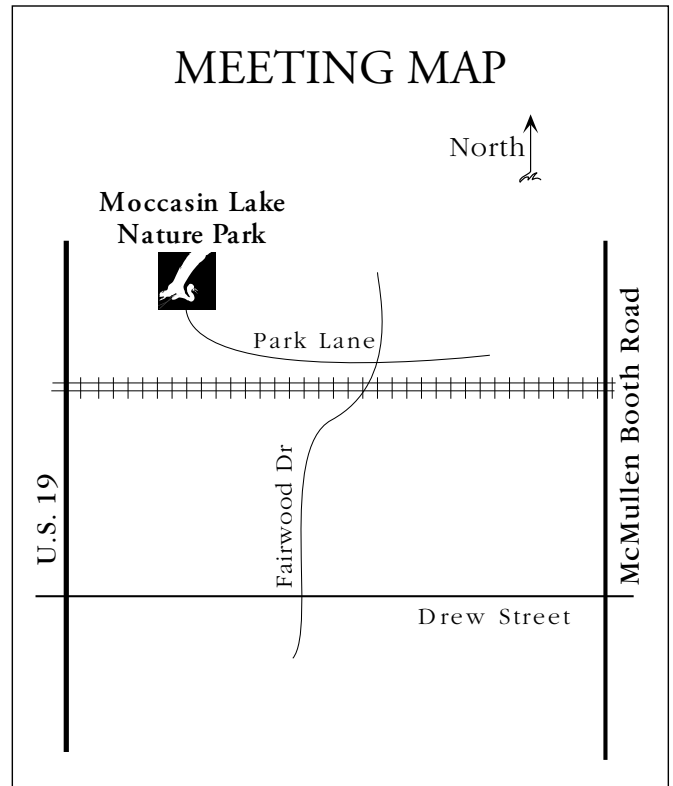 MEETING MAP
North
Moccasin Lake
Nature Park
Park Lane
McMullen Booth Road
U.S. 19
Fairwood Dr
Drew Street